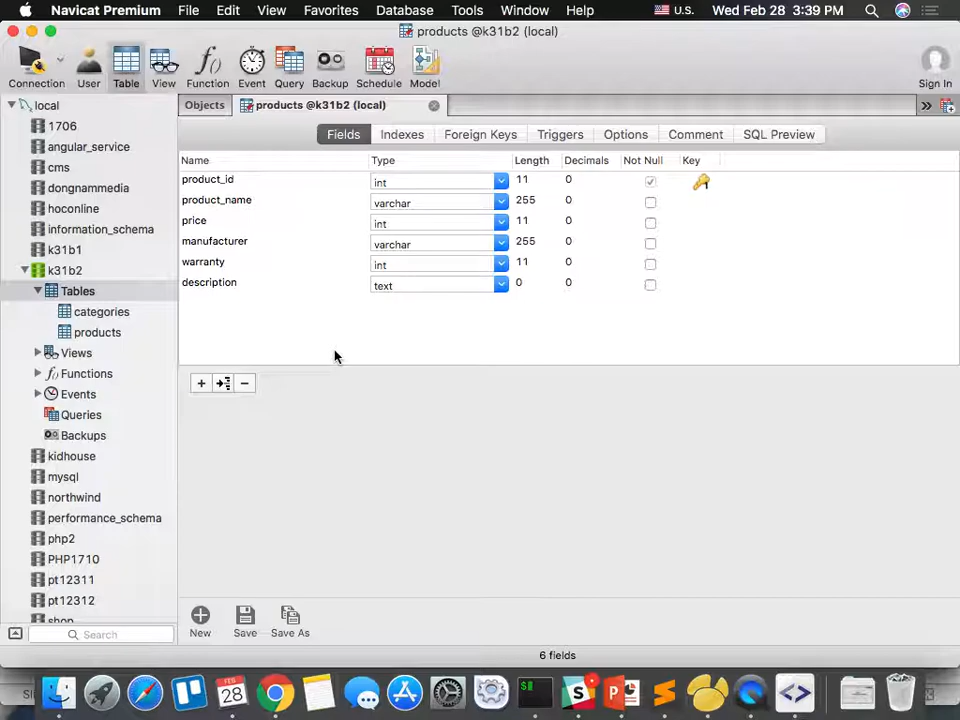 Navicat Premium File Edit View Favorites Database Tools Window Help U.S. Wed Feb 28 3:39 PM
products @k31b2 (local)
Connection User Table View Function Event Query Backup Schedule Model Sign In
Objects products @k31b2 (local)
Fields Indexes Foreign Keys Triggers Options Comment SQL Preview
Name Type Length Decimals Not Null Key
product_id int 11 0
product_name varchar 255 0
price int 11 0
manufacturer varchar 255 0
warranty int 11 0
description text 0 0
local
1706
angular_service
cms
dongnammedia
hoconline
information_schema
k31b1
k31b2
Tables
categories
products
Views
Functions
Events
Queries
Backups
kidhouse
mysql
northwind
performance_schema
php2
PHP1710
pt12311
pt12312
shop
Search
New Save Save As
6 fields
28